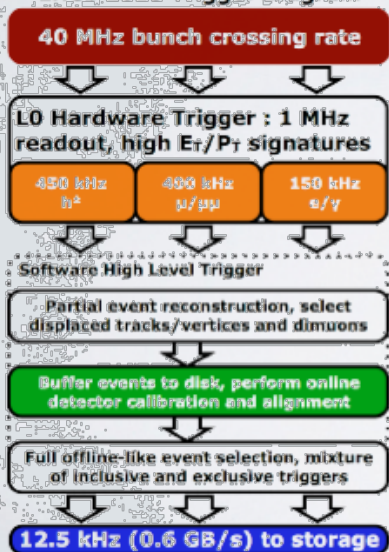 40 MHz bunch crossing rate
L0 Hardware Trigger : 1 MHz
readout, high Eᴛ/Pᴛ signatures
450 kHz
h±
400 kHz
μ/μμ
150 kHz
e/γ
Software High Level Trigger
Partial event reconstruction, select
displaced tracks/vertices and dimuons
Buffer events to disk, perform online
detector calibration and alignment
Full offline-like event selection, mixture
of inclusive and exclusive triggers
12.5 kHz (0.6 GB/s) to storage